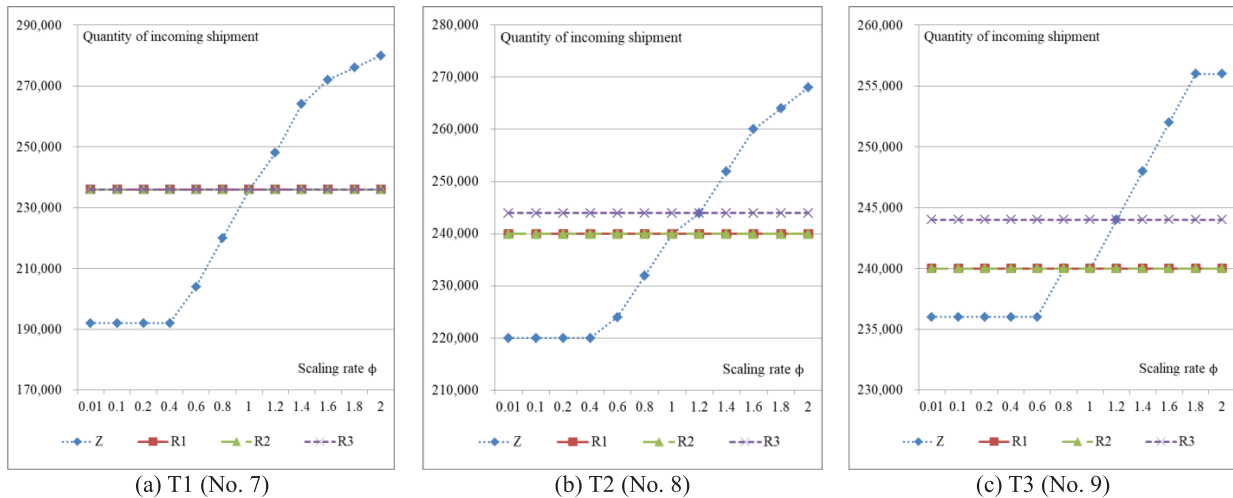 Quantity of incoming shipment
290,000
270,000
250,000
230,000
210,000
190,000
170,000
Scaling rate ϕ
0.01 0.1 0.2 0.4 0.6 0.8 1 1.2 1.4 1.6 1.8 2
Z R1 R2 R3
(a) T1 (No. 7)
Quantity of incoming shipment
280,000
270,000
260,000
250,000
240,000
230,000
220,000
210,000
Scaling rate ϕ
0.01 0.1 0.2 0.4 0.6 0.8 1 1.2 1.4 1.6 1.8 2
Z R1 R2 R3
(b) T2 (No. 8)
Quantity of incoming shipment
260,000
255,000
250,000
245,000
240,000
235,000
230,000
Scaling rate ϕ
0.01 0.1 0.2 0.4 0.6 0.8 1 1.2 1.4 1.6 1.8 2
Z R1 R2 R3
(c) T3 (No. 9)